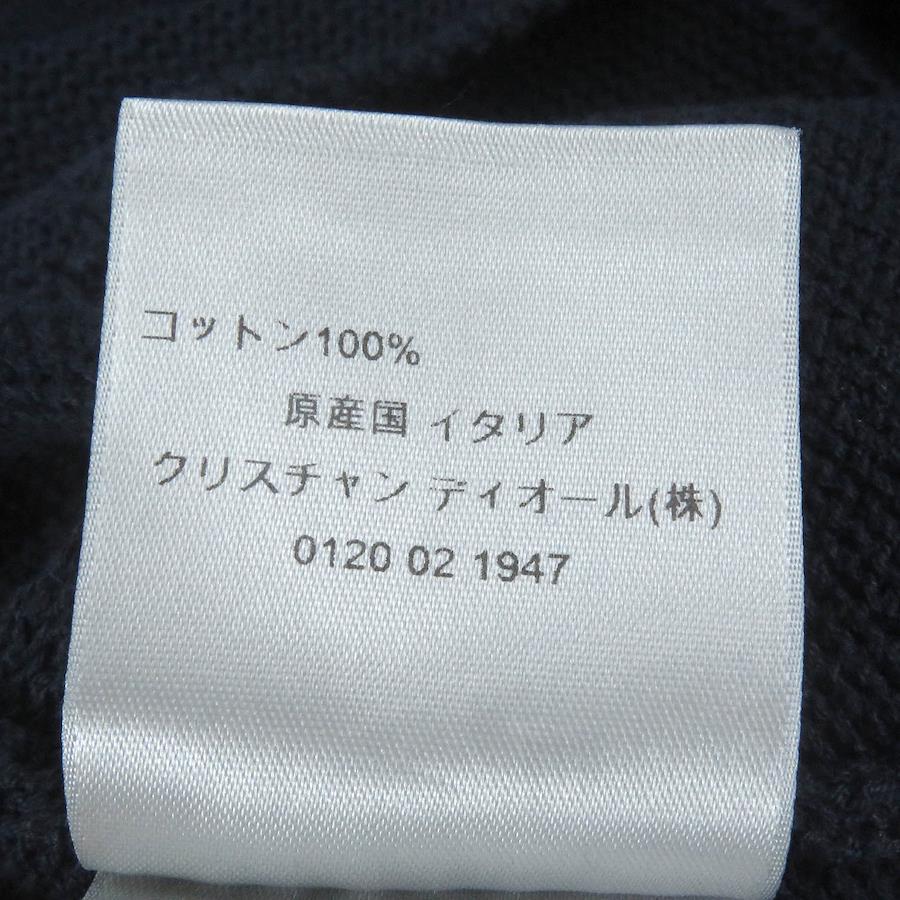 コットン100%
原産国 イタリア
クリスチャン ディオール(株)
0120 02 1947